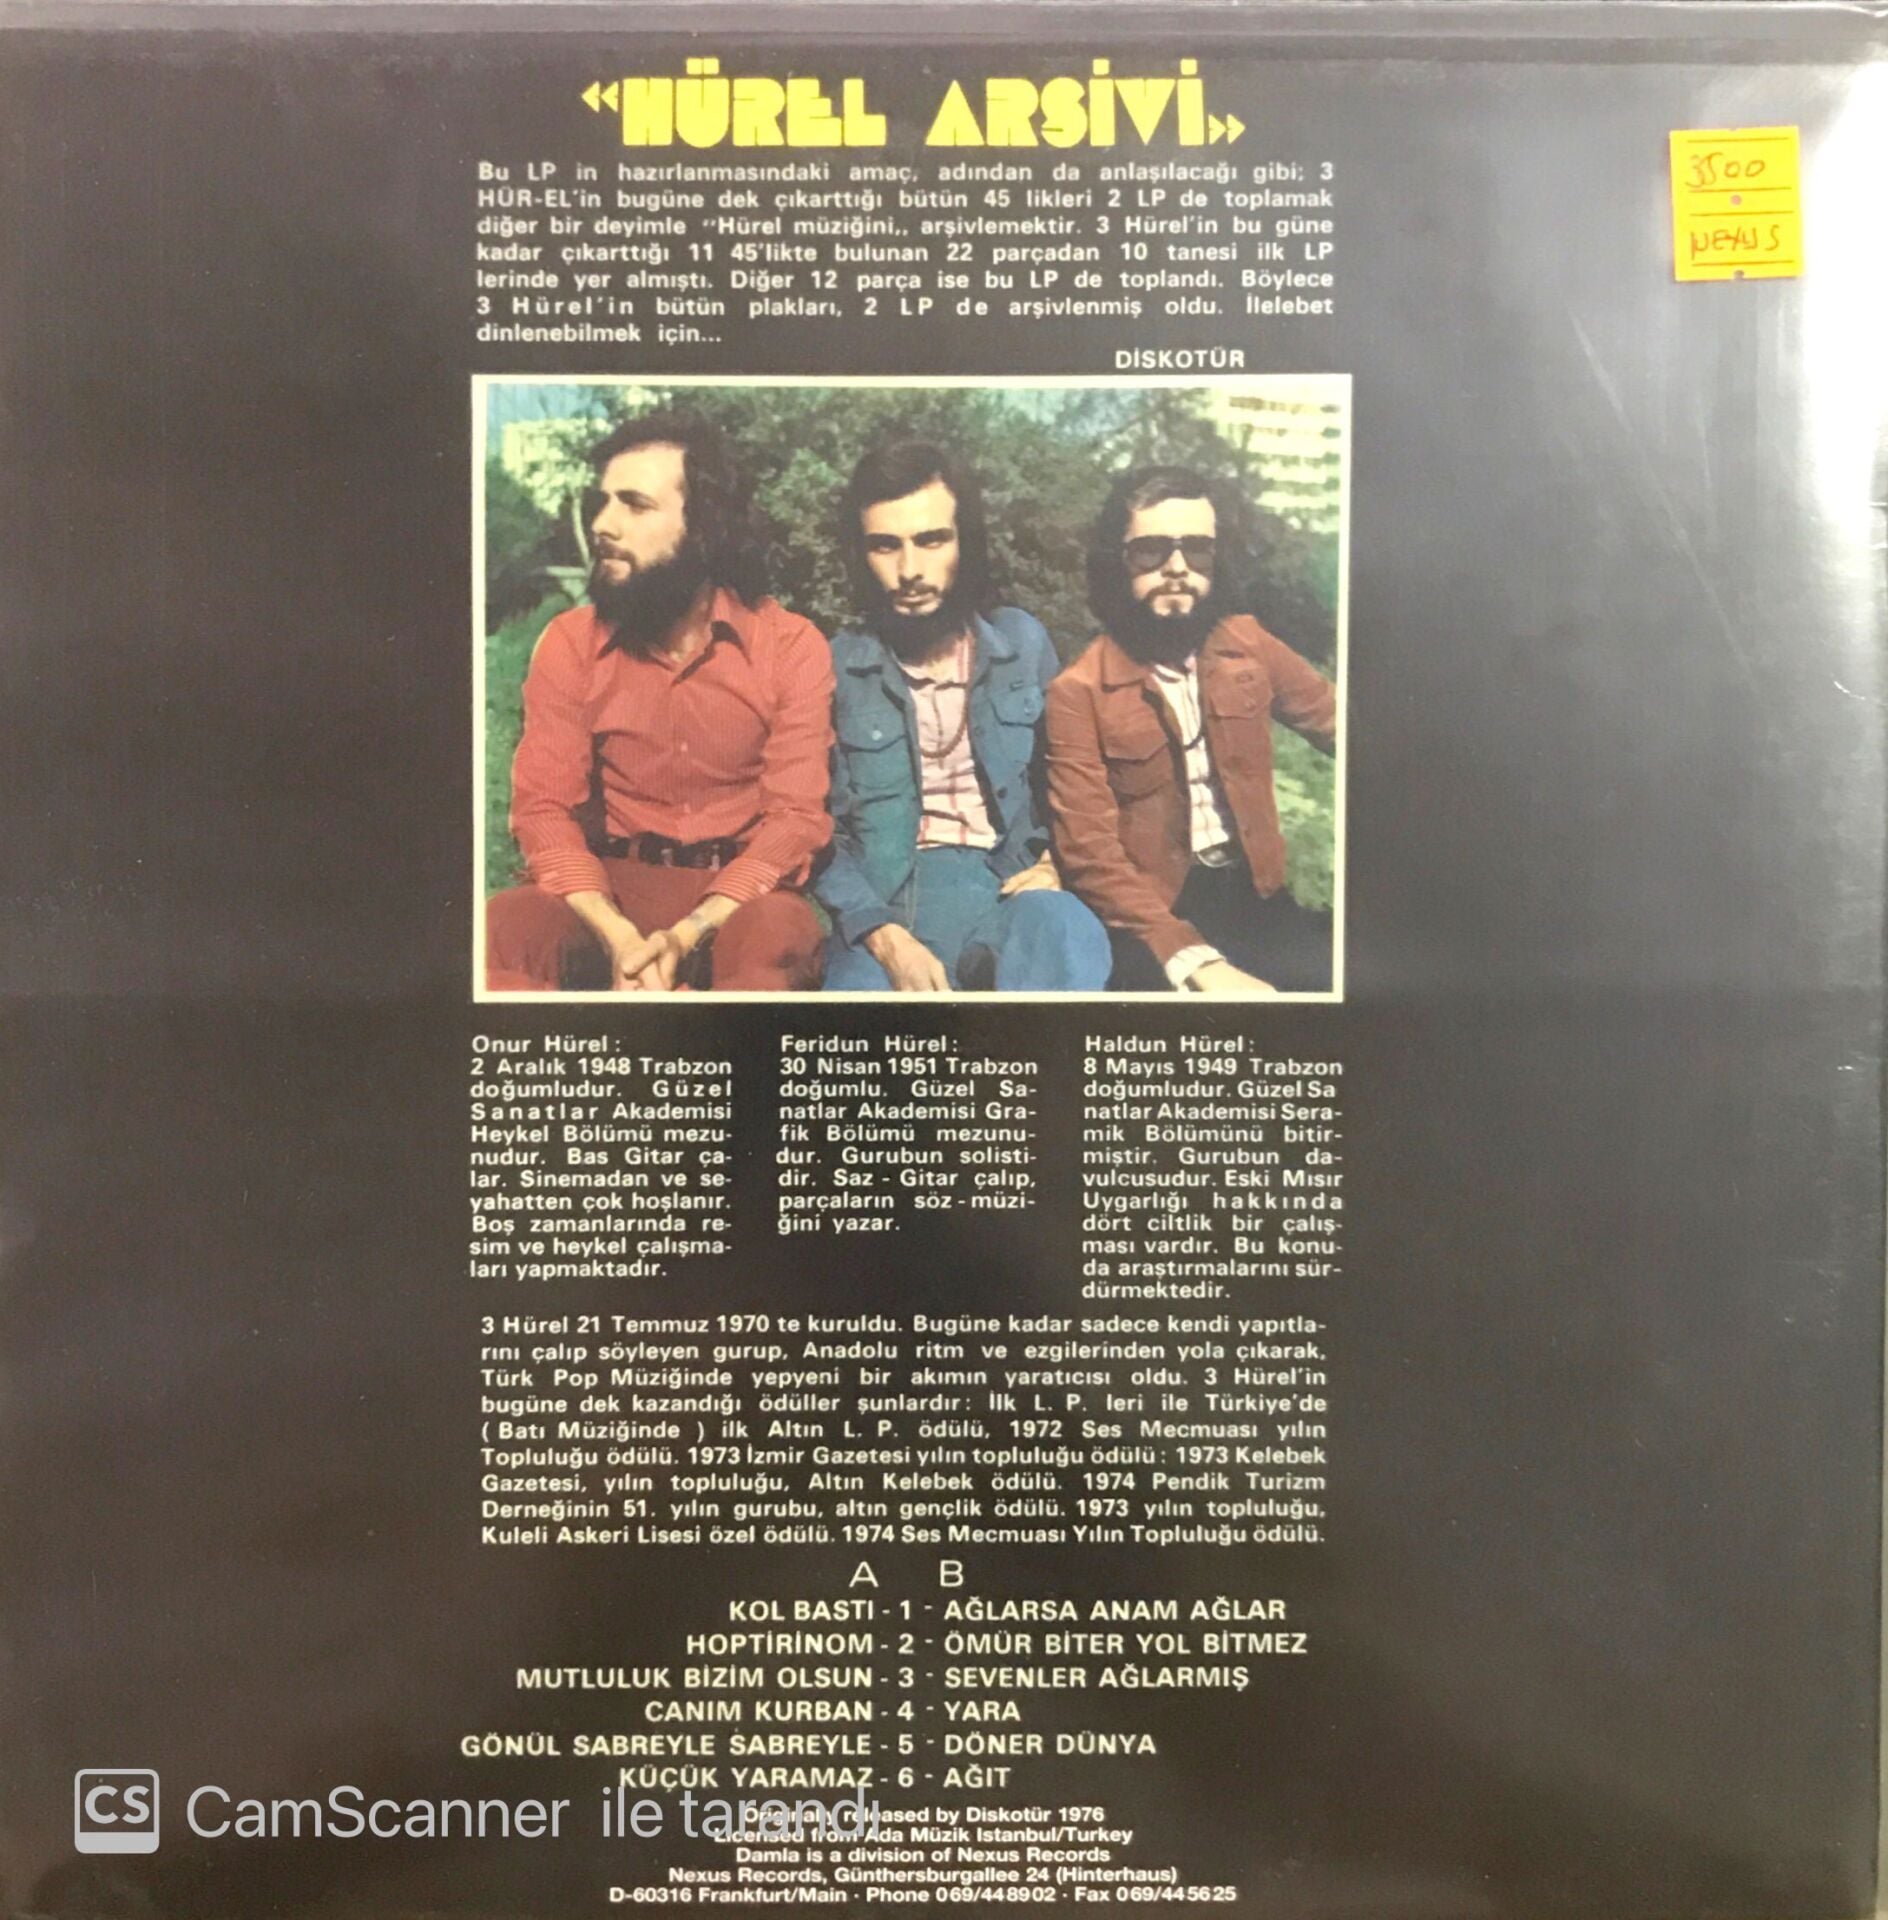 «HÜREL ARŞİVİ»
3500
NEXUS
Bu LP in hazırlanmasındaki amaç, adından da anlaşılacağı gibi; 3
HÜR-EL'in bugüne dek çıkarttığı bütün 45 likleri 2 LP de toplamak
diğer bir deyimle "Hürel müziğini,, arşivlemektir. 3 Hürel'in bu güne
kadar çıkarttığı 11 45'likte bulunan 22 parçadan 10 tanesi ilk LP
lerinde yer almıştı. Diğer 12 parça ise bu LP de toplandı. Böylece
3 Hürel'in bütün plakları, 2 LP de arşivlenmiş oldu. İlelebet
dinlenebilmek için...
DİSKOTÜR
Onur Hürel :
2 Aralık 1948 Trabzon
doğumludur. Güzel
Sanatlar Akademisi
Heykel Bölümü mezu-
nudur. Bas Gitar ça-
lar. Sinemadan ve se-
yahatten çok hoşlanır.
Boş zamanlarında re-
sim ve heykel çalışma-
ları yapmaktadır.
Feridun Hürel :
30 Nisan 1951 Trabzon
doğumlu. Güzel Sa-
natlar Akademisi Gra-
fik Bölümü mezunu-
dur. Gurubun solisti-
dir. Saz - Gitar çalıp,
parçaların söz - müzi-
ğini yazar.
Haldun Hürel :
8 Mayıs 1949 Trabzon
doğumludur. Güzel Sa
natlar Akademisi Sera-
mik Bölümünü bitir-
miştir. Gurubun da-
vulcusudur. Eski Mısır
Uygarlığı hakkında
dört ciltlik bir çalış-
ması vardır. Bu konu-
da araştırmalarını sür-
dürmektedir.
3 Hürel 21 Temmuz 1970 te kuruldu. Bugüne kadar sadece kendi yapıtla-
rını çalıp söyleyen gurup, Anadolu ritm ve ezgilerinden yola çıkarak,
Türk Pop Müziğinde yepyeni bir akımın yaratıcısı oldu. 3 Hürel'in
bugüne dek kazandığı ödüller şunlardır : İlk L. P. leri ile Türkiye'de
( Batı Müziğinde ) ilk Altın L. P. ödülü, 1972 Ses Mecmuası yılın
Topluluğu ödülü. 1973 İzmir Gazetesi yılın topluluğu ödülü : 1973 Kelebek
Gazetesi, yılın topluluğu, Altın Kelebek ödülü. 1974 Pendik Turizm
Derneğinin 51. yılın gurubu, altın gençlik ödülü. 1973 yılın topluluğu,
Kuleli Askeri Lisesi özel ödülü. 1974 Ses Mecmuası Yılın Topluluğu ödülü.
A B
KOL BASTI - 1 - AĞLARSA ANAM AĞLAR
HOPTİRİNOM - 2 - ÖMÜR BİTER YOL BİTMEZ
MUTLULUK BİZİM OLSUN - 3 - SEVENLER AĞLARMIŞ
CANIM KURBAN - 4 - YARA
GÖNÜL SABREYLE SABREYLE - 5 - DÖNER DÜNYA
KÜÇÜK YARAMAZ - 6 - AĞIT
Originally released by Diskotür 1976
Licensed from Ada Müzik Istanbul/Turkey
Damla is a division of Nexus Records
Nexus Records, Günthersburgallee 24 (Hinterhaus)
D-60316 Frankfurt/Main · Phone 069/448902 · Fax 069/445625
CS CamScanner ile tarandı